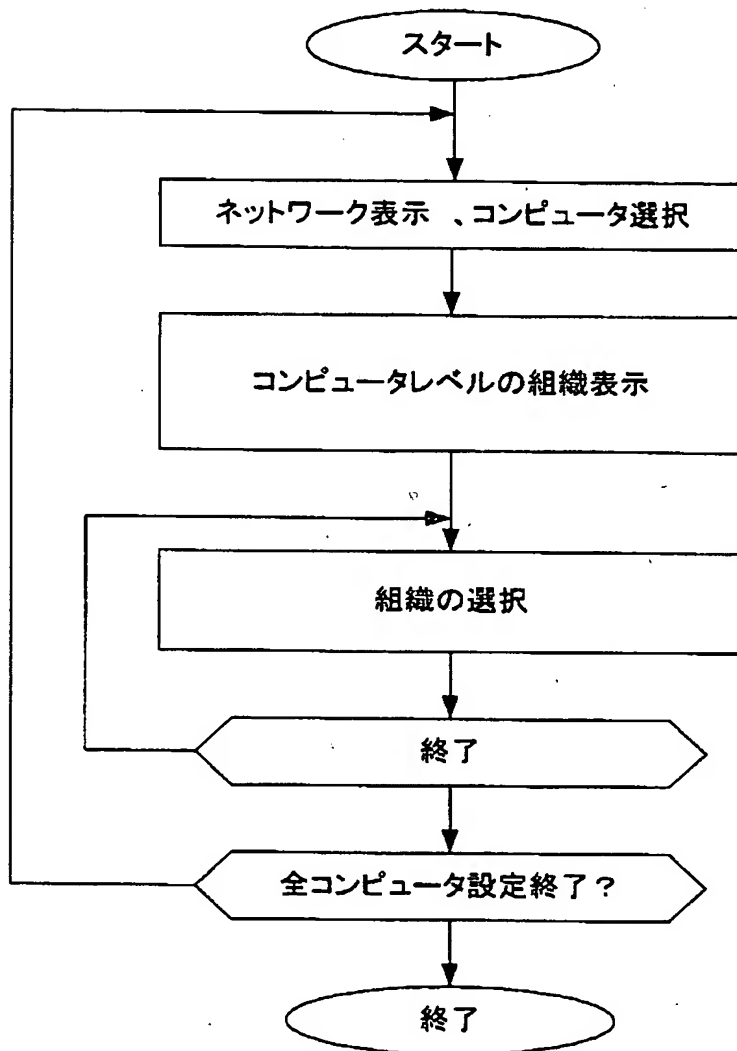 スタート
ネットワーク表示 、コンピュータ選択
コンピュータレベルの組織表示
組織の選択
終了
全コンピュータ設定終了？
終了